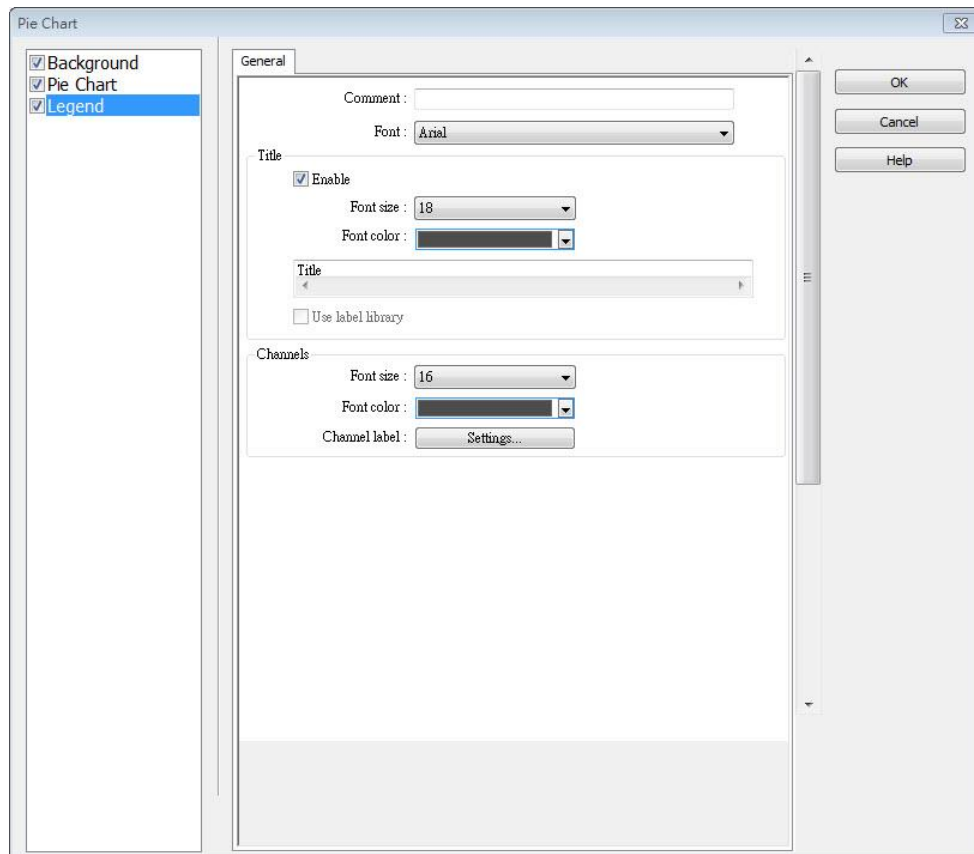 Pie Chart
Background
Pie Chart
Legend
General
Comment :
Font : Arial
Title
Enable
Font size : 18
Font color :
Title
Use label library
Channels
Font size : 16
Font color :
Channel label : Settings...
OK
Cancel
Help